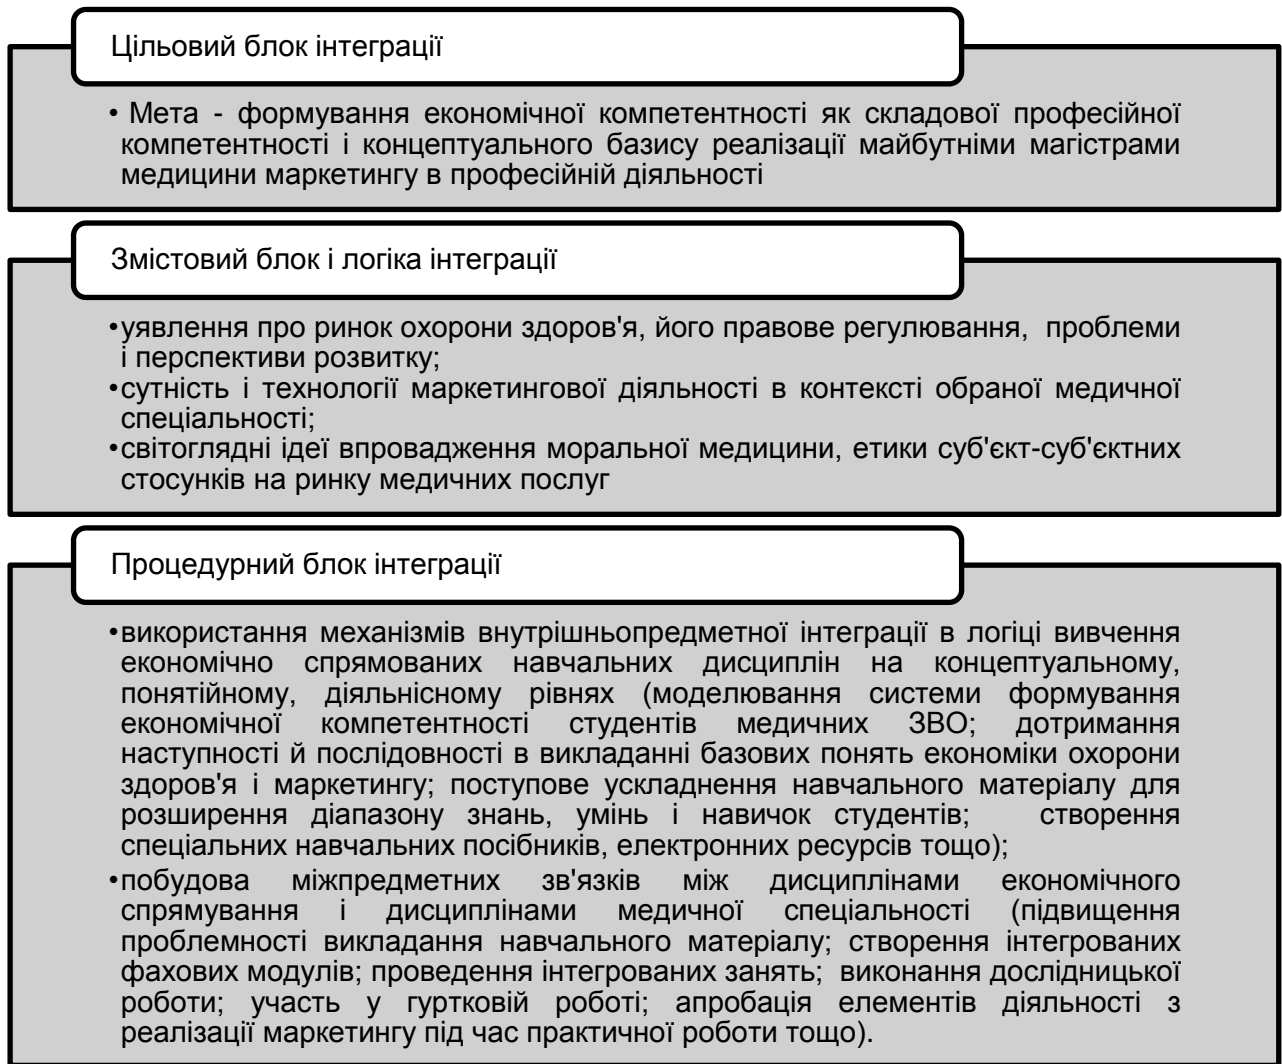 Цільовий блок інтеграції
• Мета - формування економічної компетентності як складової професійної
компетентності і концептуального базису реалізації майбутніми магістрами
медицини маркетингу в професійній діяльності
Змістовий блок і логіка інтеграції
•уявлення про ринок охорони здоров'я, його правове регулювання, проблеми
і перспективи розвитку;
•сутність і технології маркетингової діяльності в контексті обраної медичної
спеціальності;
•світоглядні ідеї впровадження моральної медицини, етики суб'єкт-суб'єктних
стосунків на ринку медичних послуг
Процедурний блок інтеграції
•використання механізмів внутрішньопредметної інтеграції в логіці вивчення
економічно спрямованих навчальних дисциплін на концептуальному,
понятійному, діяльнісному рівнях (моделювання системи формування
економічної компетентності студентів медичних ЗВО; дотримання
наступності й послідовності в викладанні базових понять економіки охорони
здоров'я і маркетингу; поступове ускладнення навчального матеріалу для
розширення діапазону знань, умінь і навичок студентів; створення
спеціальних навчальних посібників, електронних ресурсів тощо);
•побудова міжпредметних зв'язків між дисциплінами економічного
спрямування і дисциплінами медичної спеціальності (підвищення
проблемності викладання навчального матеріалу; створення інтегрованих
фахових модулів; проведення інтегрованих занять; виконання дослідницької
роботи; участь у гуртковій роботі; апробація елементів діяльності з
реалізації маркетингу під час практичної роботи тощо).